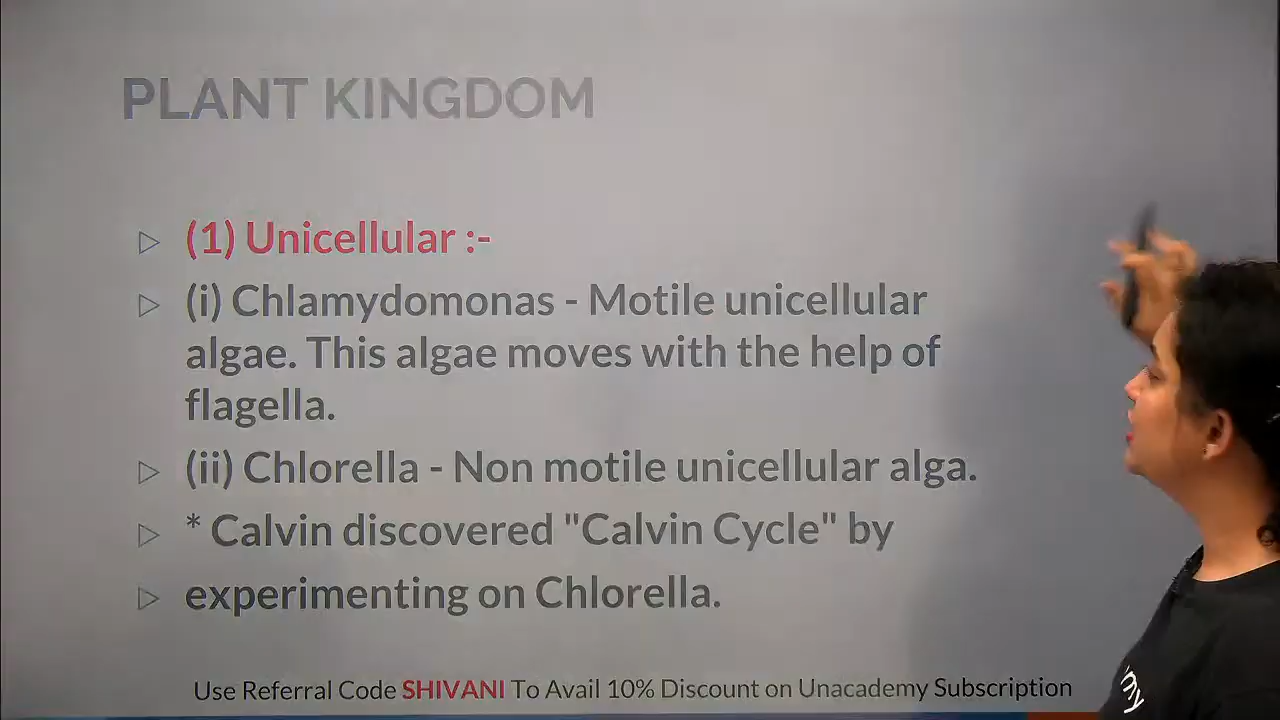 PLANT KINGDOM
(1) Unicellular :-
(i) Chlamydomonas - Motile unicellular
algae. This algae moves with the help of
flagella.
(ii) Chlorella - Non motile unicellular alga.
* Calvin discovered "Calvin Cycle" by
experimenting on Chlorella.
Use Referral Code SHIVANI To Avail 10% Discount on Unacademy Subscription
my